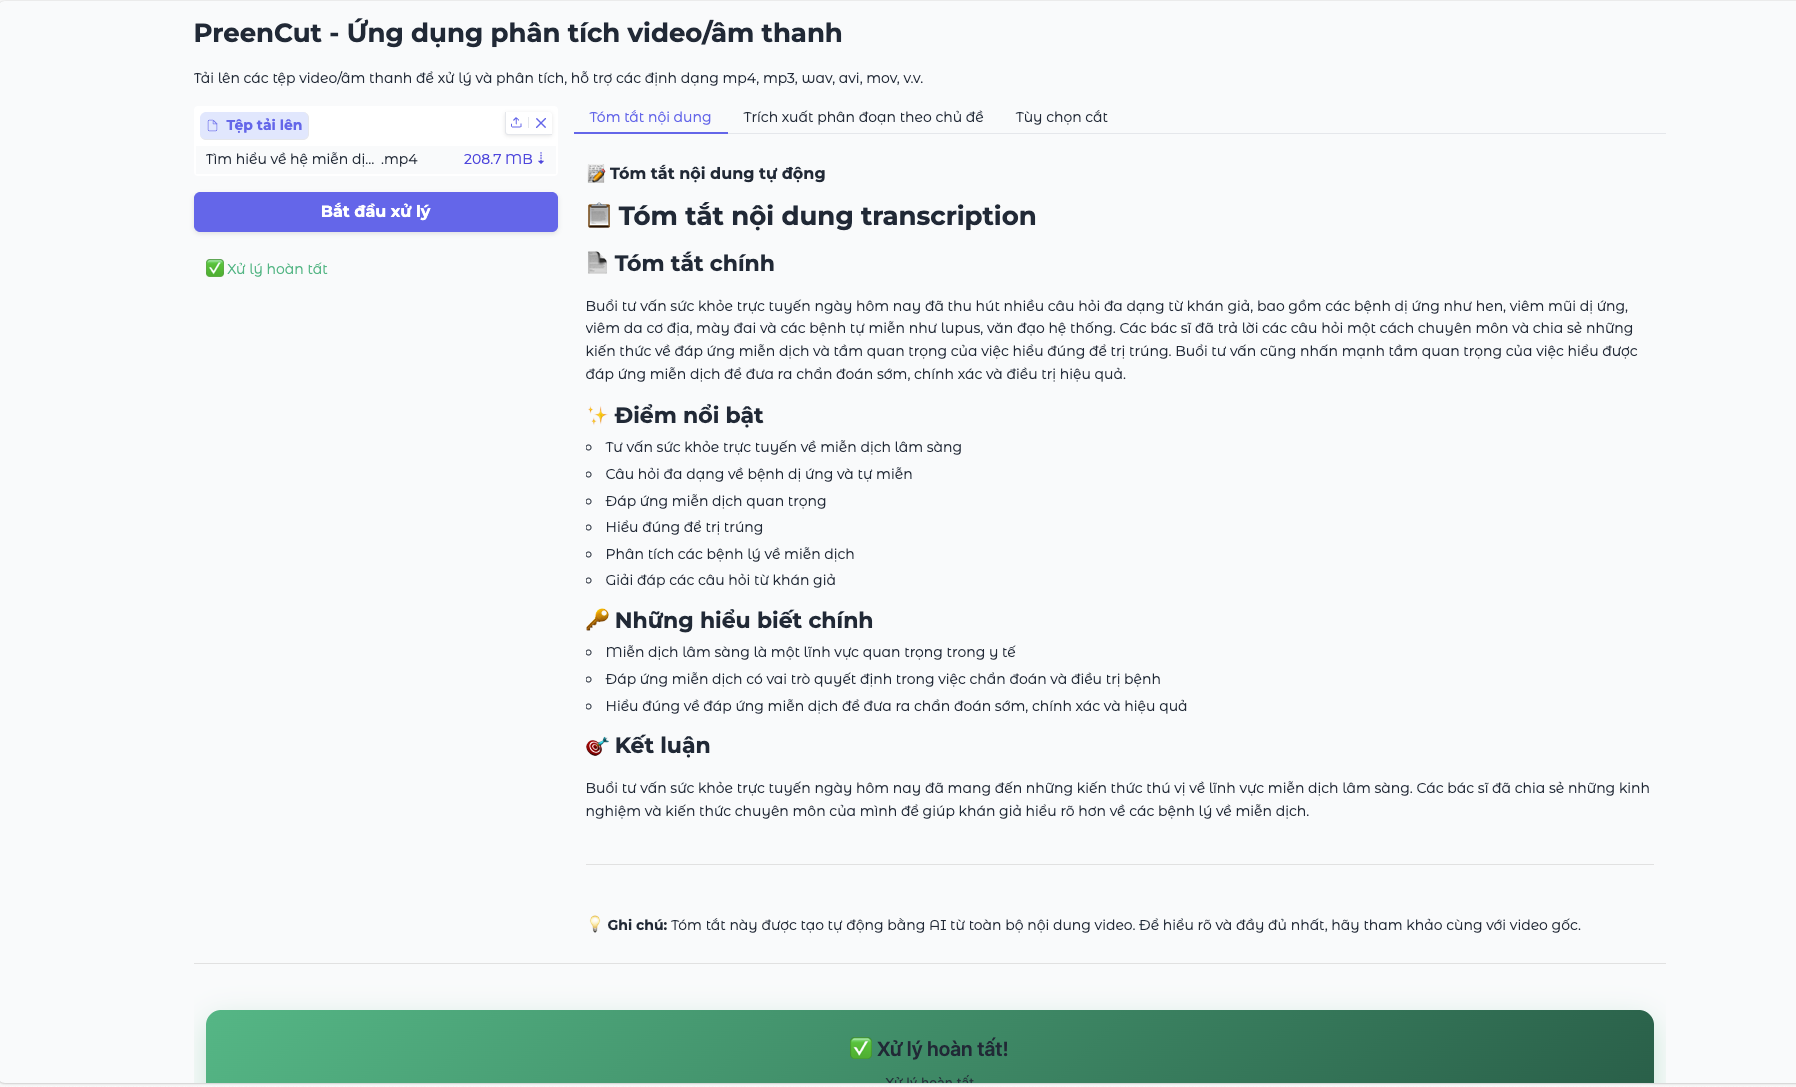 PreenCut - Ứng dụng phân tích video/âm thanh
Tải lên các tệp video/âm thanh để xử lý và phân tích, hỗ trợ các định dạng mp4, mp3, wav, avi, mov, v.v.
Tệp tải lên
Tìm hiểu về hệ miễn dị... .mp4 208.7 MB ⇣
Bắt đầu xử lý
✅ Xử lý hoàn tất
Tóm tắt nội dung Trích xuất phân đoạn theo chủ đề Tùy chọn cắt
📝 Tóm tắt nội dung tự động
📋 Tóm tắt nội dung transcription
📄 Tóm tắt chính
Buổi tư vấn sức khỏe trực tuyến ngày hôm nay đã thu hút nhiều câu hỏi đa dạng từ khán giả, bao gồm các bệnh dị ứng như hen, viêm mũi dị ứng,
viêm da cơ địa, mày đai và các bệnh tự miễn như lupus, văn đạo hệ thống. Các bác sĩ đã trả lời các câu hỏi một cách chuyên môn và chia sẻ những
kiến thức về đáp ứng miễn dịch và tầm quan trọng của việc hiểu đúng để trị trúng. Buổi tư vấn cũng nhấn mạnh tầm quan trọng của việc hiểu được
đáp ứng miễn dịch để đưa ra chẩn đoán sớm, chính xác và điều trị hiệu quả.
✨ Điểm nổi bật
Tư vấn sức khỏe trực tuyến về miễn dịch lâm sàng
Câu hỏi đa dạng về bệnh dị ứng và tự miễn
Đáp ứng miễn dịch quan trọng
Hiểu đúng để trị trúng
Phân tích các bệnh lý về miễn dịch
Giải đáp các câu hỏi từ khán giả
🔑 Những hiểu biết chính
Miễn dịch lâm sàng là một lĩnh vực quan trọng trong y tế
Đáp ứng miễn dịch có vai trò quyết định trong việc chẩn đoán và điều trị bệnh
Hiểu đúng về đáp ứng miễn dịch để đưa ra chẩn đoán sớm, chính xác và hiệu quả
🎯 Kết luận
Buổi tư vấn sức khỏe trực tuyến ngày hôm nay đã mang đến những kiến thức thú vị về lĩnh vực miễn dịch lâm sàng. Các bác sĩ đã chia sẻ những kinh
nghiệm và kiến thức chuyên môn của mình để giúp khán giả hiểu rõ hơn về các bệnh lý về miễn dịch.
💡 Ghi chú: Tóm tắt này được tạo tự động bằng AI từ toàn bộ nội dung video. Để hiểu rõ và đầy đủ nhất, hãy tham khảo cùng với video gốc.
✅ Xử lý hoàn tất!
Xử lý hoàn tất